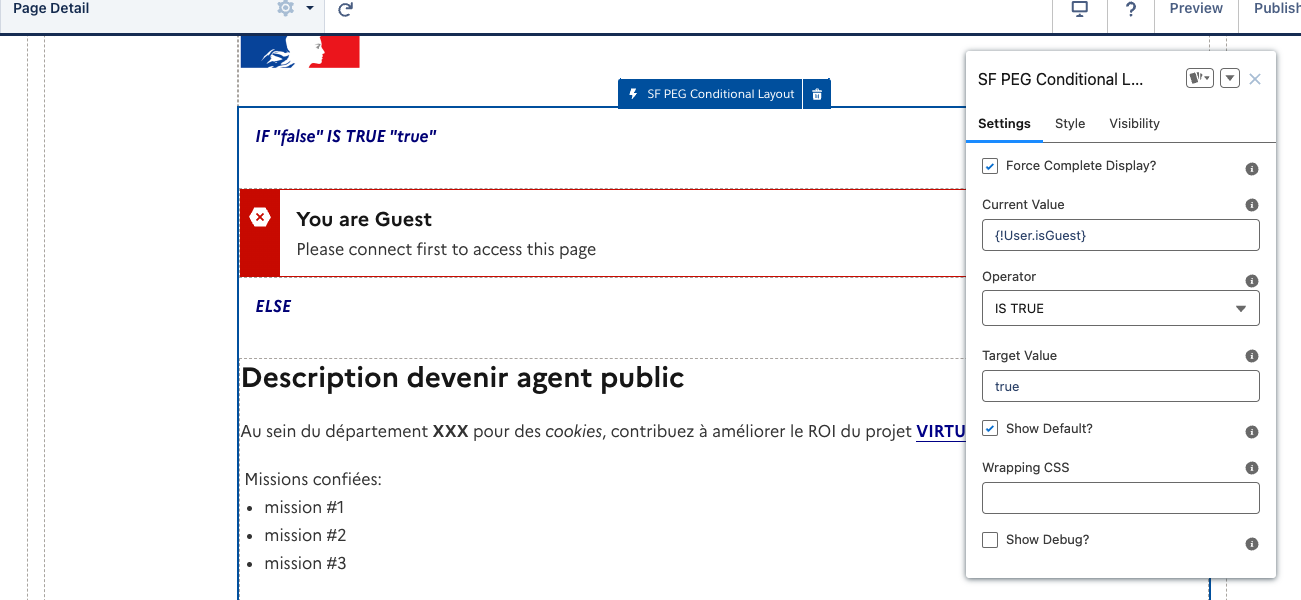 Page Detail
?
Preview
Publish
SF PEG Conditional Layout
IF "false" IS TRUE "true"
You are Guest
Please connect first to access this page
ELSE
Description devenir agent public
Au sein du département XXX pour des cookies, contribuez à améliorer le ROI du projet VIRTU
Missions confiées:
mission #1
mission #2
mission #3
SF PEG Conditional L...
Settings
Style
Visibility
Force Complete Display?
Current Value
{!User.isGuest}
Operator
IS TRUE
Target Value
true
Show Default?
Wrapping CSS
Show Debug?